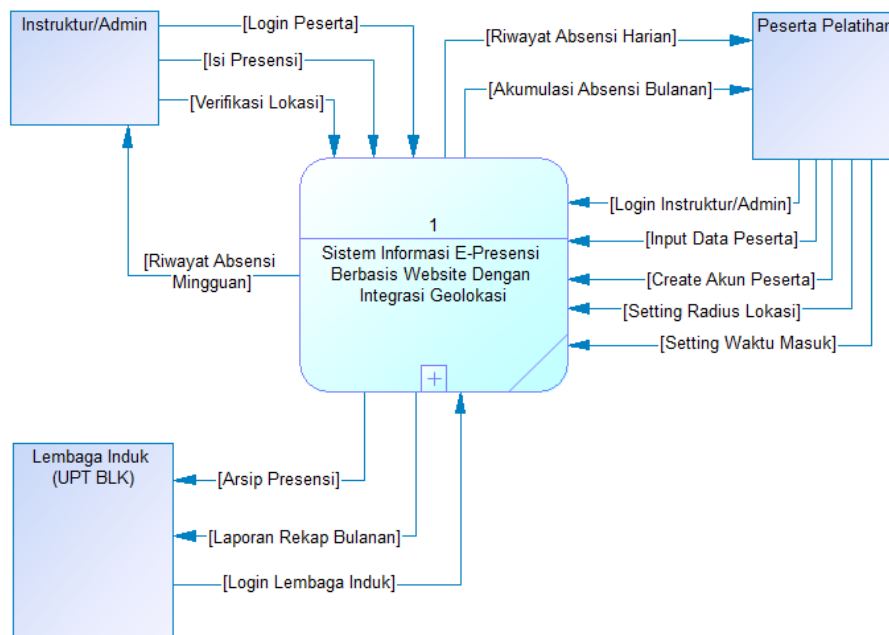 Instruktur/Admin
[Login Peserta]
[Isi Presensi]
[Verifikasi Lokasi]
[Riwayat Absensi Harian]
[Akumulasi Absensi Bulanan]
Peserta Pelatihan
[Login Instruktur/Admin]
[Input Data Peserta]
[Create Akun Peserta]
[Setting Radius Lokasi]
[Setting Waktu Masuk]
1
Sistem Informasi E-Presensi
Berbasis Website Dengan
Integrasi Geolokasi
[Riwayat Absensi
Mingguan]
Lembaga Induk
(UPT BLK)
[Arsip Presensi]
[Laporan Rekap Bulanan]
[Login Lembaga Induk]